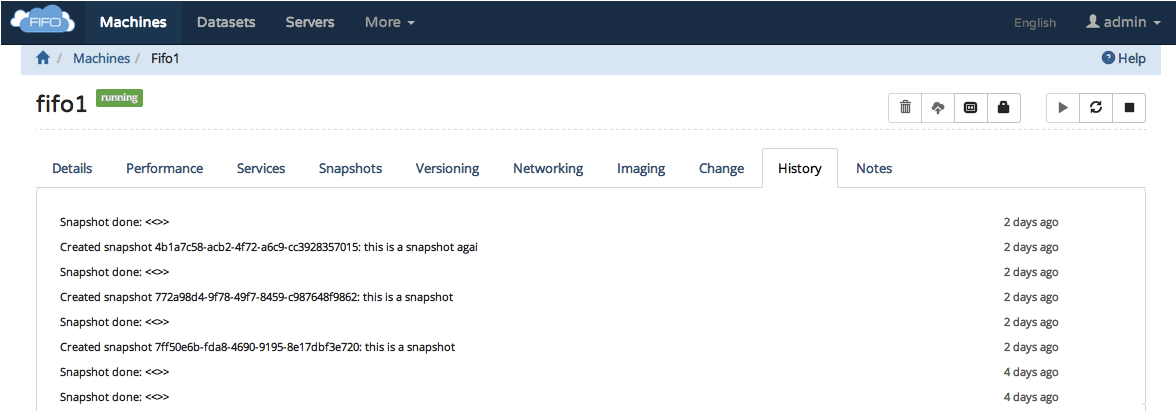 FIFO Machines Datasets Servers More English admin
/ Machines / Fifo1 Help
fifo1 running
Details Performance Services Snapshots Versioning Networking Imaging Change History Notes
Snapshot done: <<>> 2 days ago
Created snapshot 4b1a7c58-acb2-4f72-a6c9-cc3928357015: this is a snapshot agai 2 days ago
Snapshot done: <<>> 2 days ago
Created snapshot 772a98d4-9f78-49f7-8459-c987648f9862: this is a snapshot 2 days ago
Snapshot done: <<>> 2 days ago
Created snapshot 7ff50e6b-fda8-4690-9195-8e17dbf3e720: this is a snapshot 2 days ago
Snapshot done: <<>> 4 days ago
Snapshot done: <<>> 4 days ago